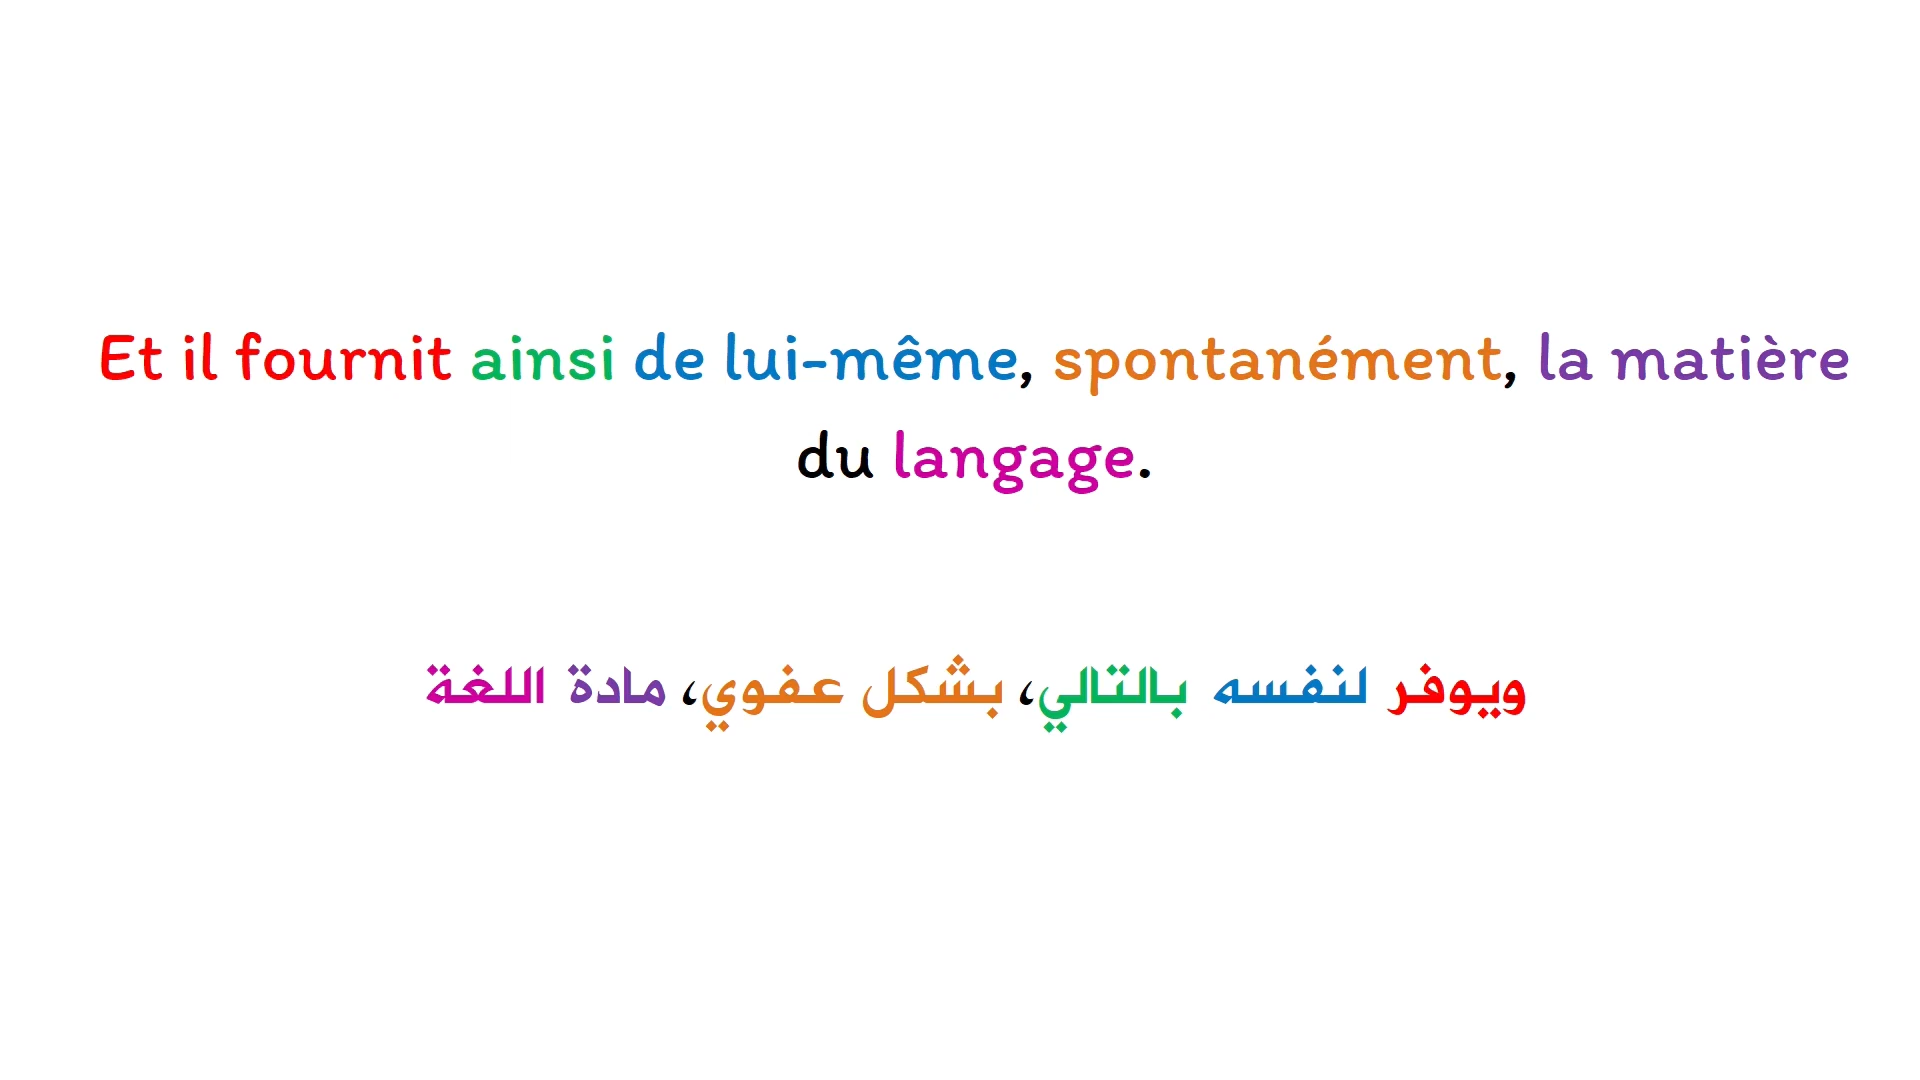 Et il fournit ainsi de lui-même, spontanément, la matière
du langage.
ويوفر لنفسه بالتالي، بشكل عفوي، مادة اللغة